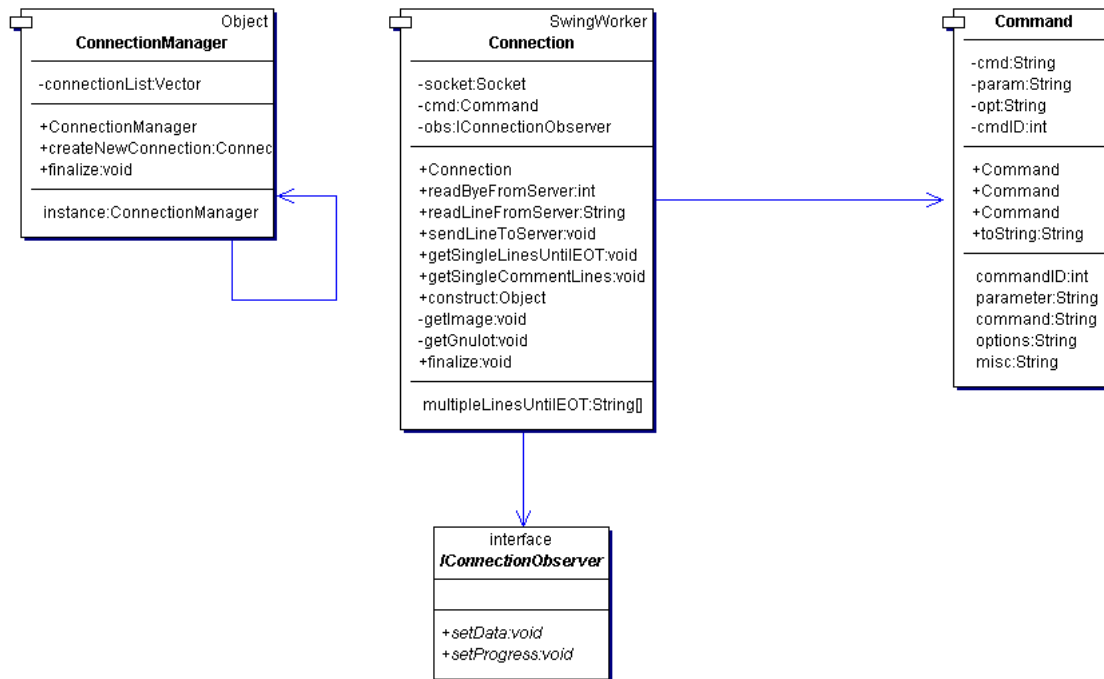 Object
ConnectionManager
-connectionList:Vector
+ConnectionManager
+createNewConnection:Connec
+finalize:void
instance:ConnectionManager
SwingWorker
Connection
-socket:Socket
-cmd:Command
-obs:IConnectionObserver
+Connection
+readByeFromServer:int
+readLineFromServer:String
+sendLineToServer:void
+getSingleLinesUntilEOT:void
+getSingleCommentLines:void
+construct:Object
-getImage:void
-getGnulot:void
+finalize:void
multipleLinesUntilEOT:String[]
Command
-cmd:String
-param:String
-opt:String
-cmdID:int
+Command
+Command
+Command
+toString:String
commandID:int
parameter:String
command:String
options:String
misc:String
interface
IConnectionObserver
+setData:void
+setProgress:void